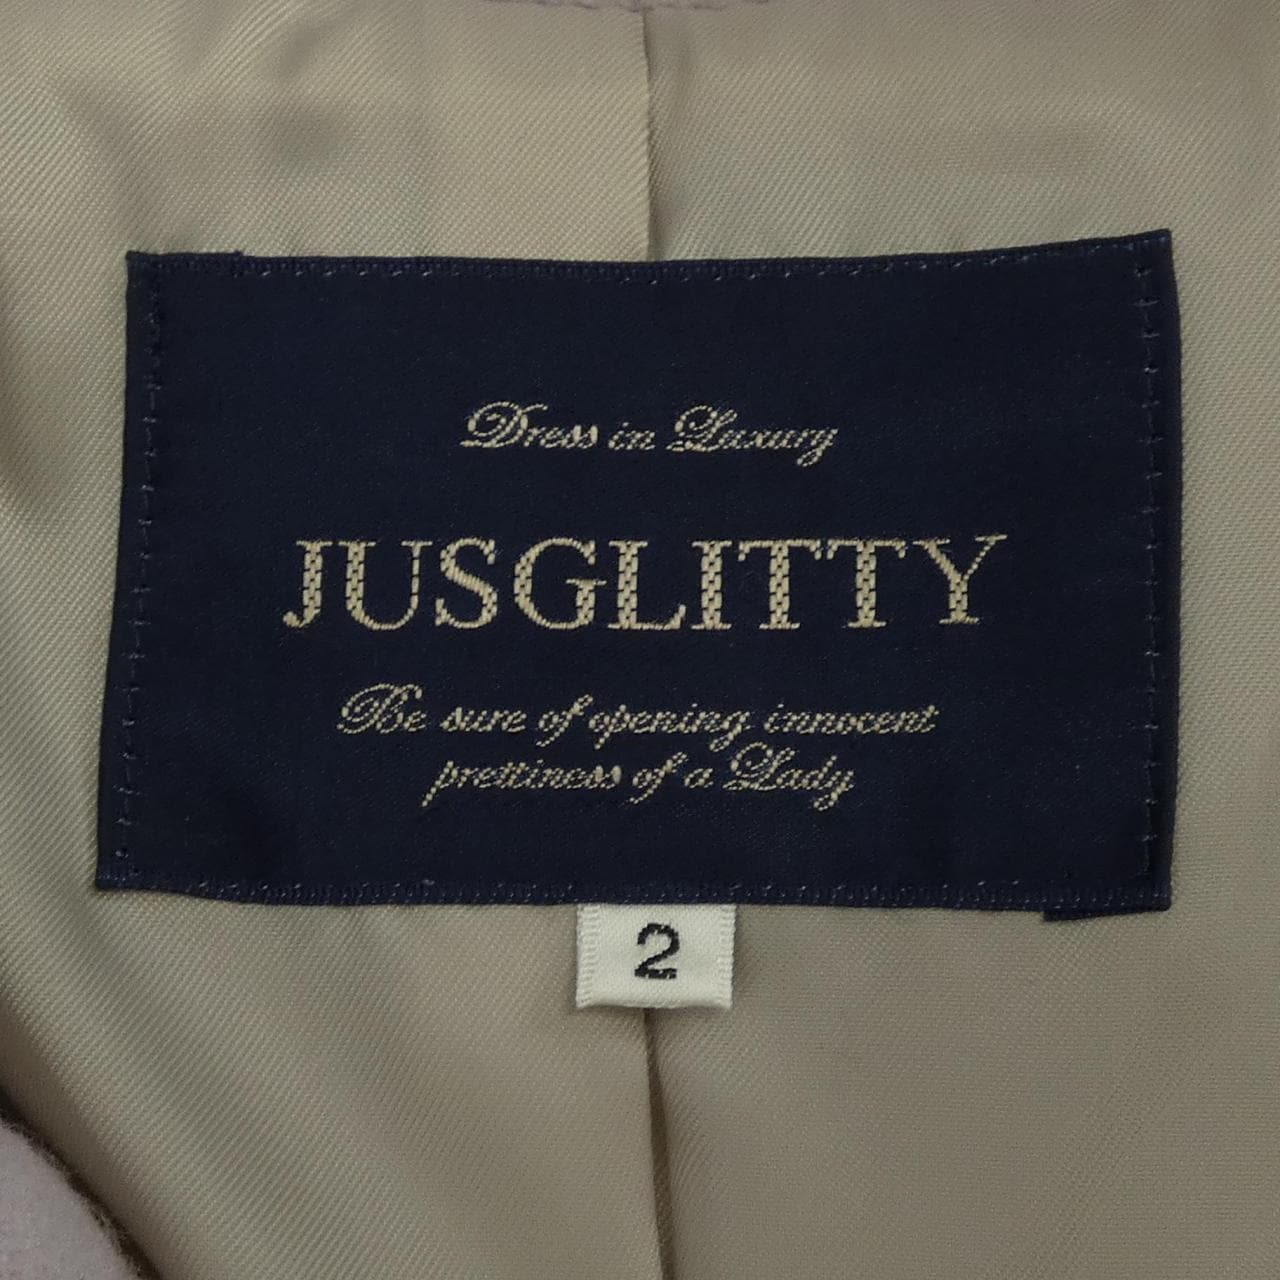 Dress in Luxury
JUSGLITTY
Be sure of opening innocent
prettiness of a Lady
2